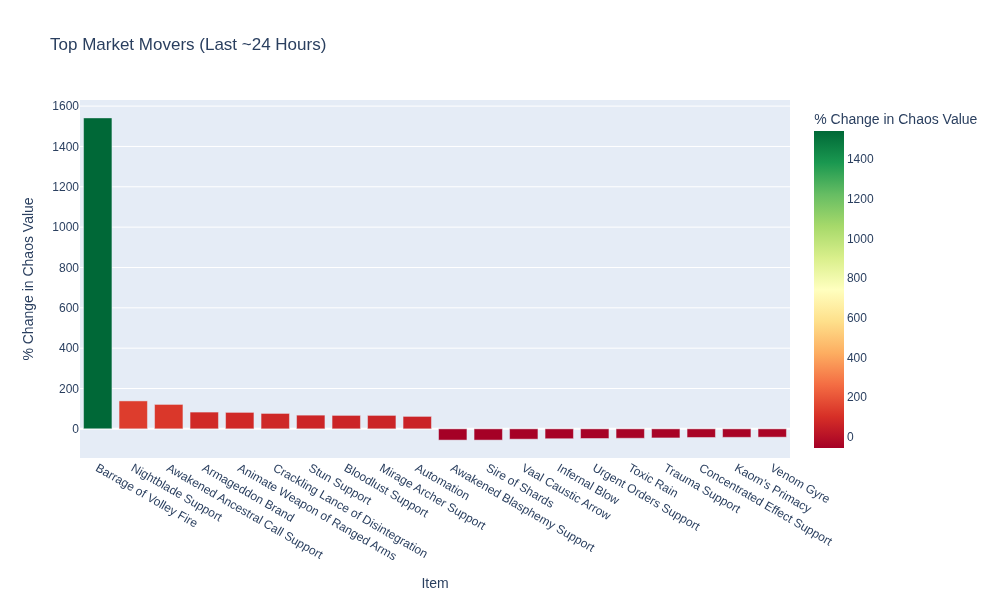 Top Market Movers (Last ~24 Hours)
% Change in Chaos Value
1600
1400
1200
1000
800
600
400
200
0
Barrage of Volley Fire
Nightblade Support
Awakened Ancestral Call Support
Armageddon Brand
Animate Weapon of Ranged Arms
Crackling Lance of Disintegration
Stun Support
Bloodlust Support
Mirage Archer Support
Automation
Awakened Blasphemy Support
Sire of Shards
Vaal Caustic Arrow
Infernal Blow
Urgent Orders Support
Toxic Rain
Trauma Support
Concentrated Effect Support
Kaom's Primacy
Venom Gyre
Item
% Change in Chaos Value
1400
1200
1000
800
600
400
200
0